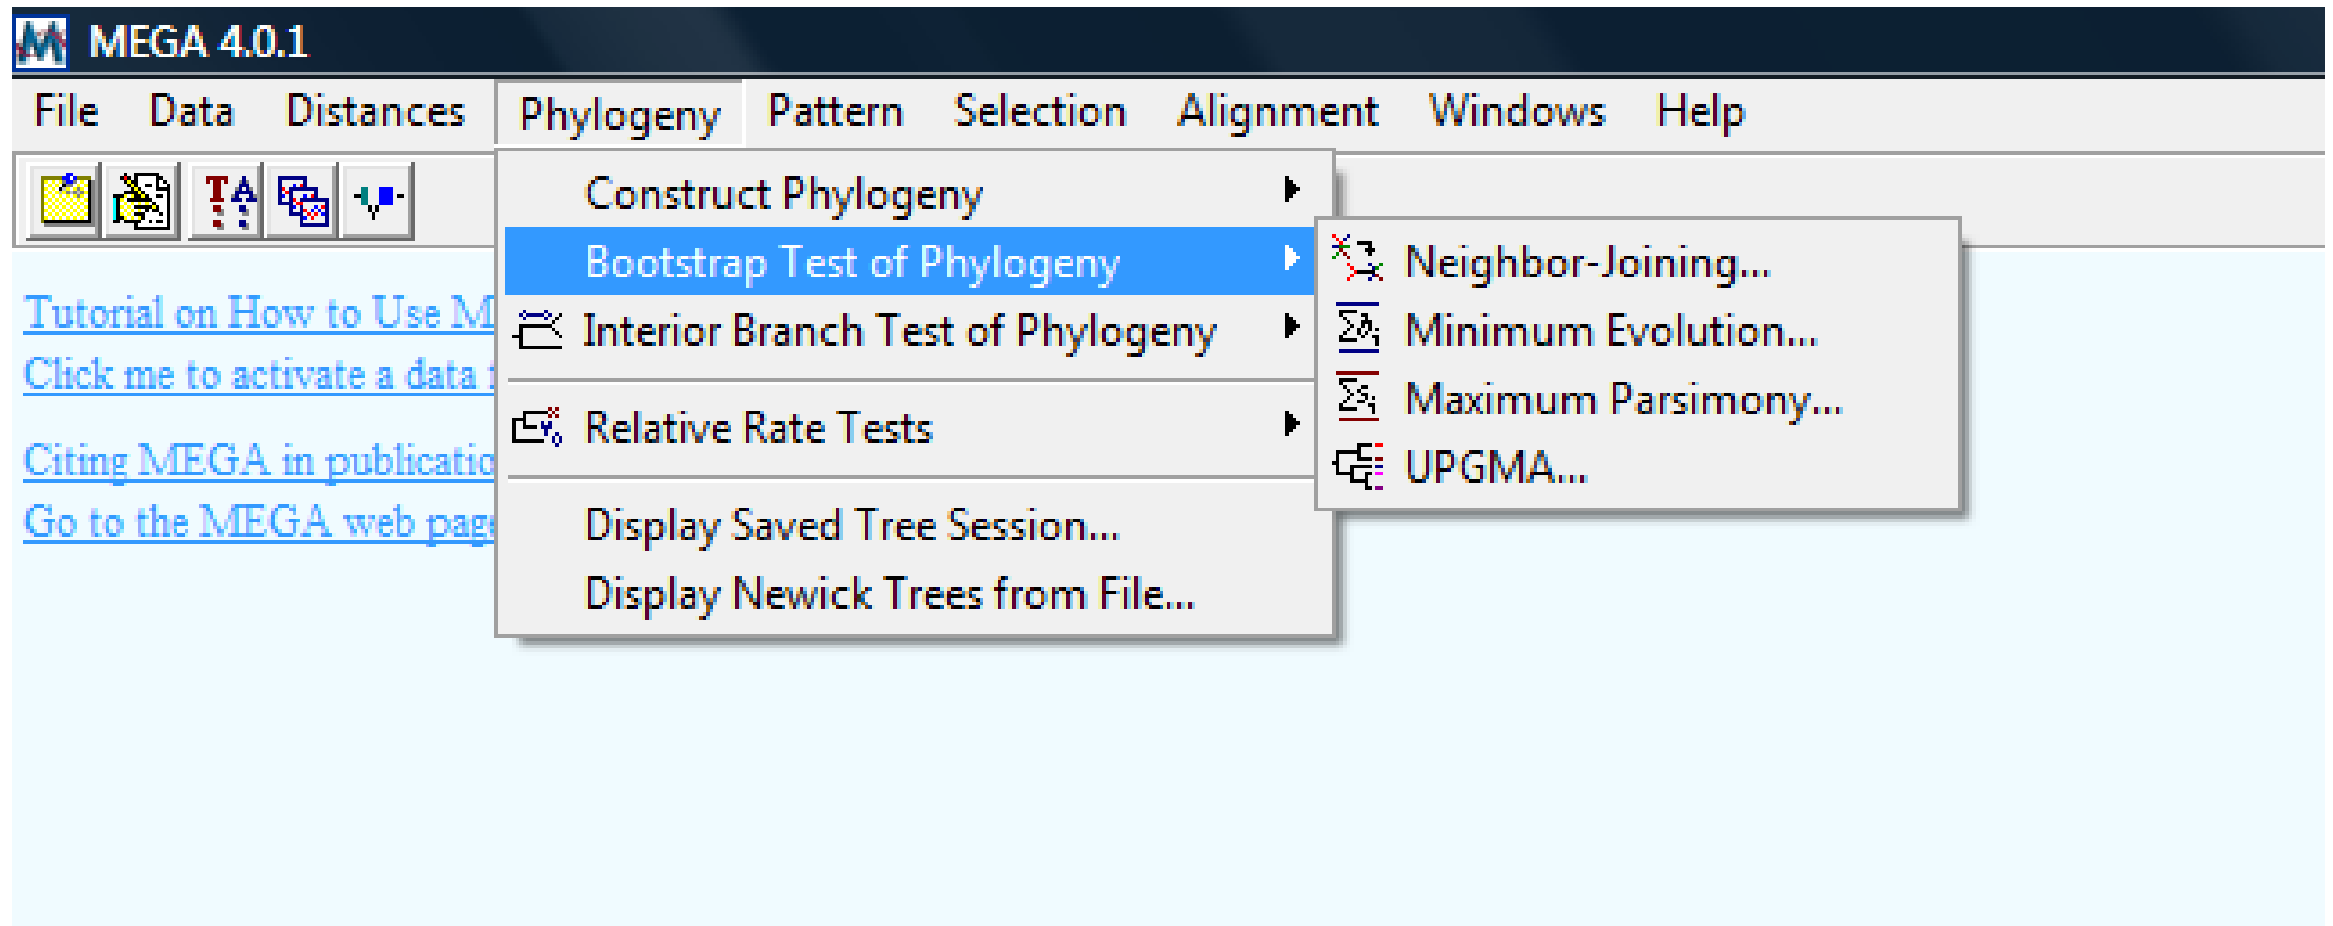 MEGA 4.0.1
File Data Distances Phylogeny Pattern Selection Alignment Windows Help
Construct Phylogeny
Bootstrap Test of Phylogeny
Interior Branch Test of Phylogeny
Relative Rate Tests
Display Saved Tree Session...
Display Newick Trees from File...
Neighbor-Joining...
Minimum Evolution...
Maximum Parsimony...
UPGMA...
Tutorial on How to Use M
Click me to activate a data
Citing MEGA in publicatio
Go to the MEGA web page